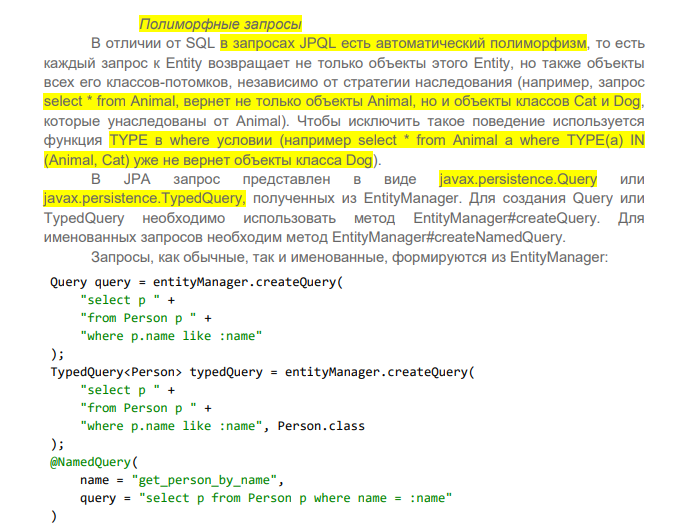 Полиморфные запросы
В отличии от SQL в запросах JPQL есть автоматический полиморфизм, то есть
каждый запрос к Entity возвращает не только объекты этого Entity, но также объекты
всех его классов-потомков, независимо от стратегии наследования (например, запрос
select * from Animal, вернет не только объекты Animal, но и объекты классов Cat и Dog,
которые унаследованы от Animal). Чтобы исключить такое поведение используется
функция TYPE в where условии (например select * from Animal a where TYPE(a) IN
(Animal, Cat) уже не вернет объекты класса Dog).
В JPA запрос представлен в виде javax.persistence.Query или
javax.persistence.TypedQuery, полученных из EntityManager. Для создания Query или
TypedQuery необходимо использовать метод EntityManager#createQuery. Для
именованных запросов необходим метод EntityManager#createNamedQuery.
Запросы, как обычные, так и именованные, формируются из EntityManager:
Query query = entityManager.createQuery(
    "select p " +
    "from Person p " +
    "where p.name like :name"
);
TypedQuery<Person> typedQuery = entityManager.createQuery(
    "select p " +
    "from Person p " +
    "where p.name like :name", Person.class
);
@NamedQuery(
    name = "get_person_by_name",
    query = "select p from Person p where name = :name"
)